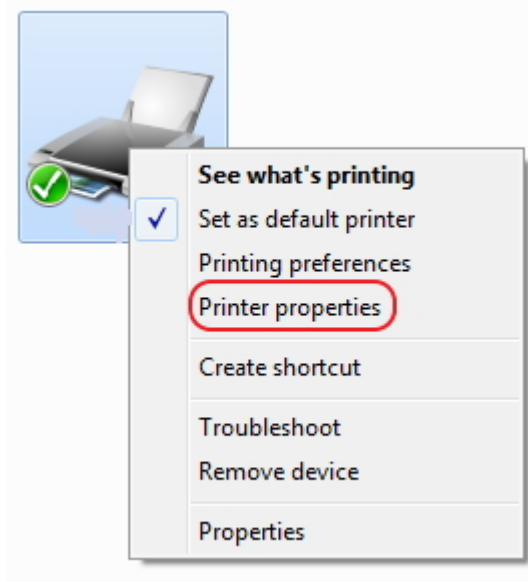 See what's printing
Set as default printer
Printing preferences
Printer properties
Create shortcut
Troubleshoot
Remove device
Properties